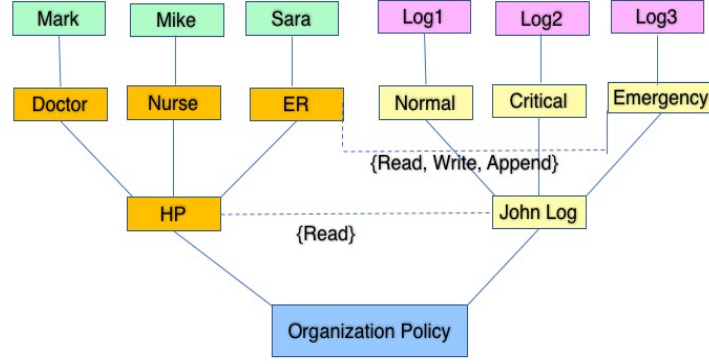 Mark
Mike
Sara
Log1
Log2
Log3
Doctor
Nurse
ER
Normal
Critical
Emergency
{Read, Write, Append}
HP
John Log
{Read}
Organization Policy